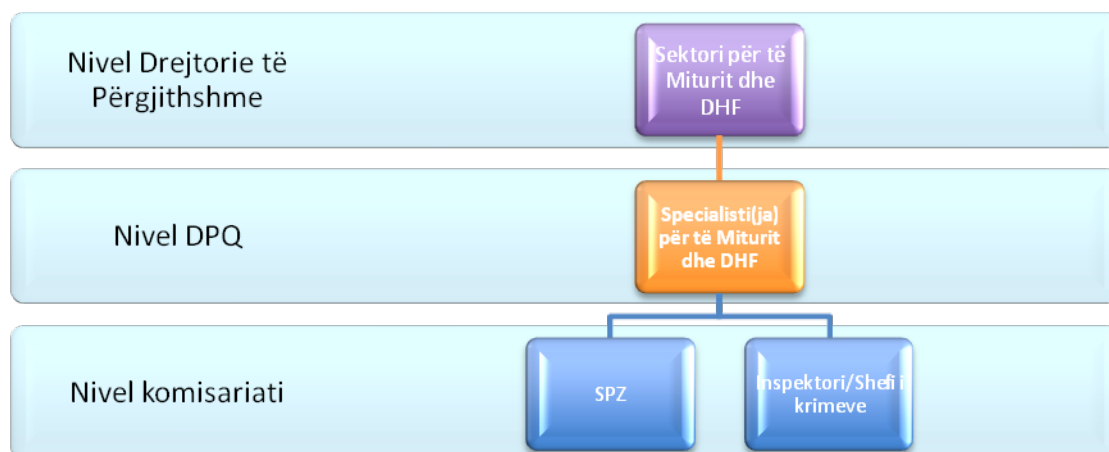 Nivel Drejtorie të
Përgjithshme
Sektori për të
Miturit dhe
DHF
Nivel DPQ
Specialisti(ja)
për të Miturit
dhe DHF
Nivel komisariati
SPZ
Inspektori/Shefi i
krimeve